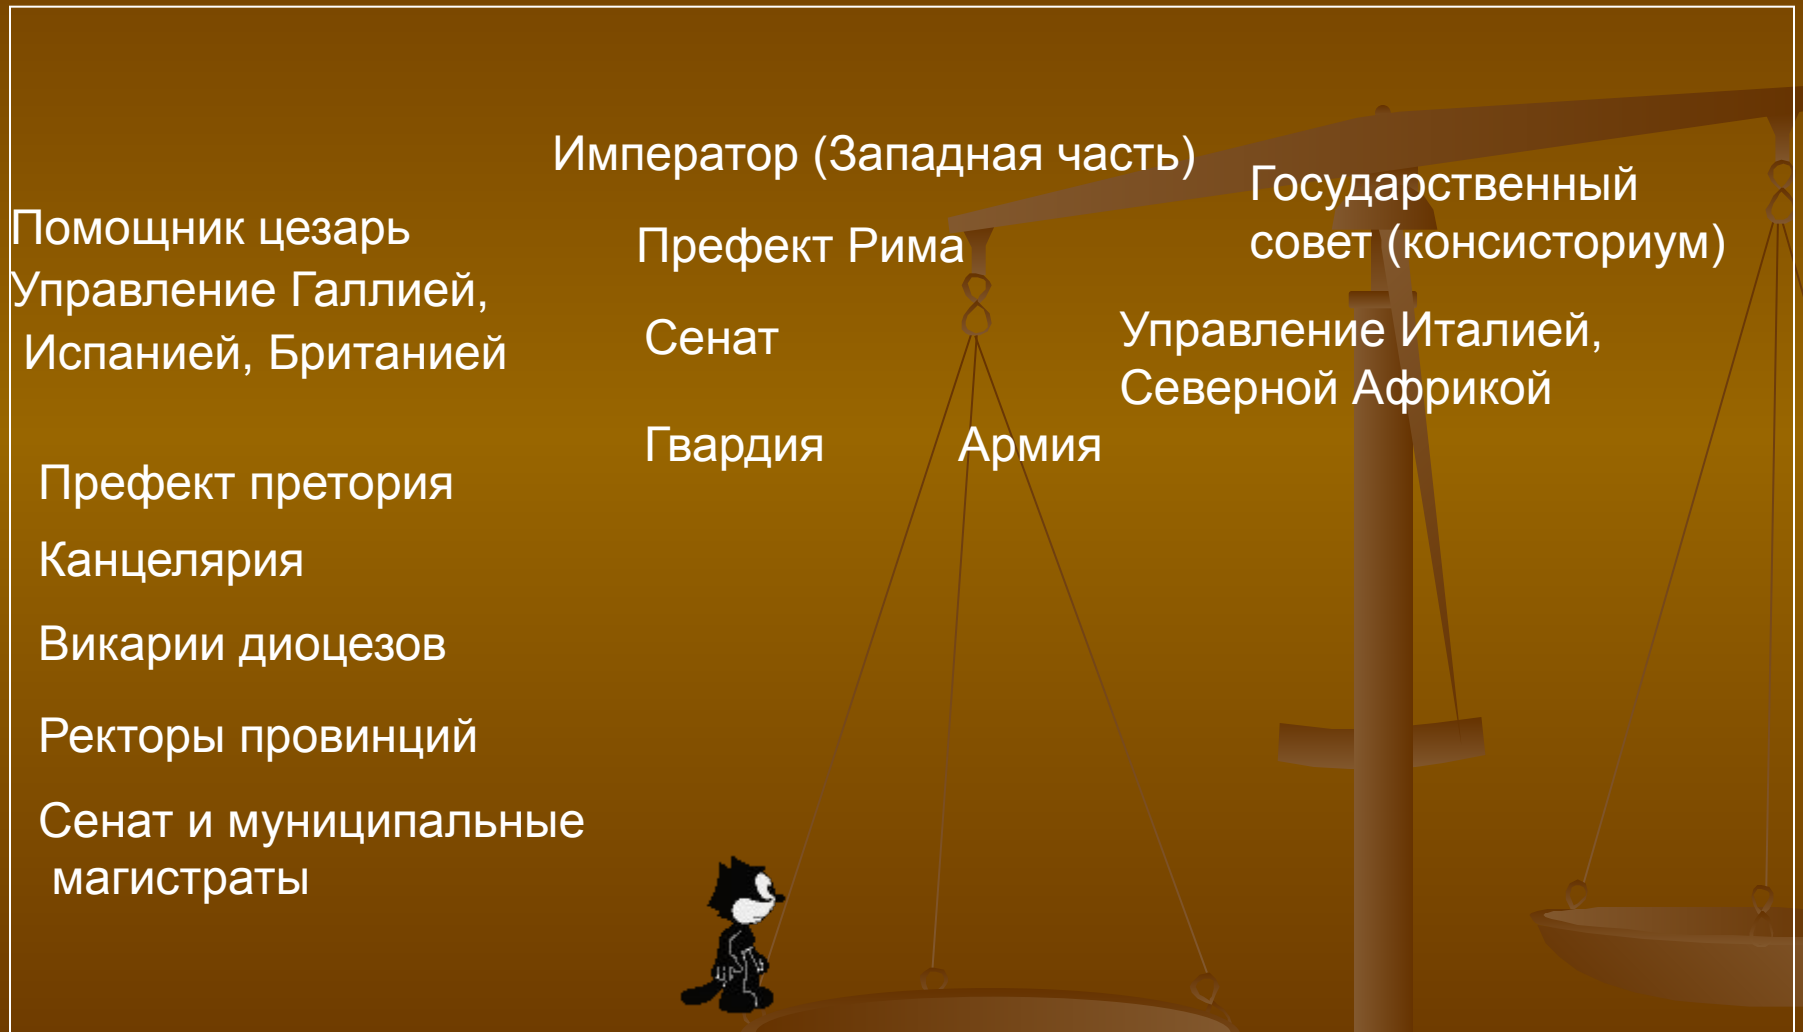 Император (Западная часть)
Государственный
совет (консисториум)
Помощник цезарь
Управление Галлией,
Испанией, Британией
Префект Рима
Сенат
Управление Италией,
Северной Африкой
Гвардия
Армия
Префект претория
Канцелярия
Викарии диоцезов
Ректоры провинций
Сенат и муниципальные
магистраты